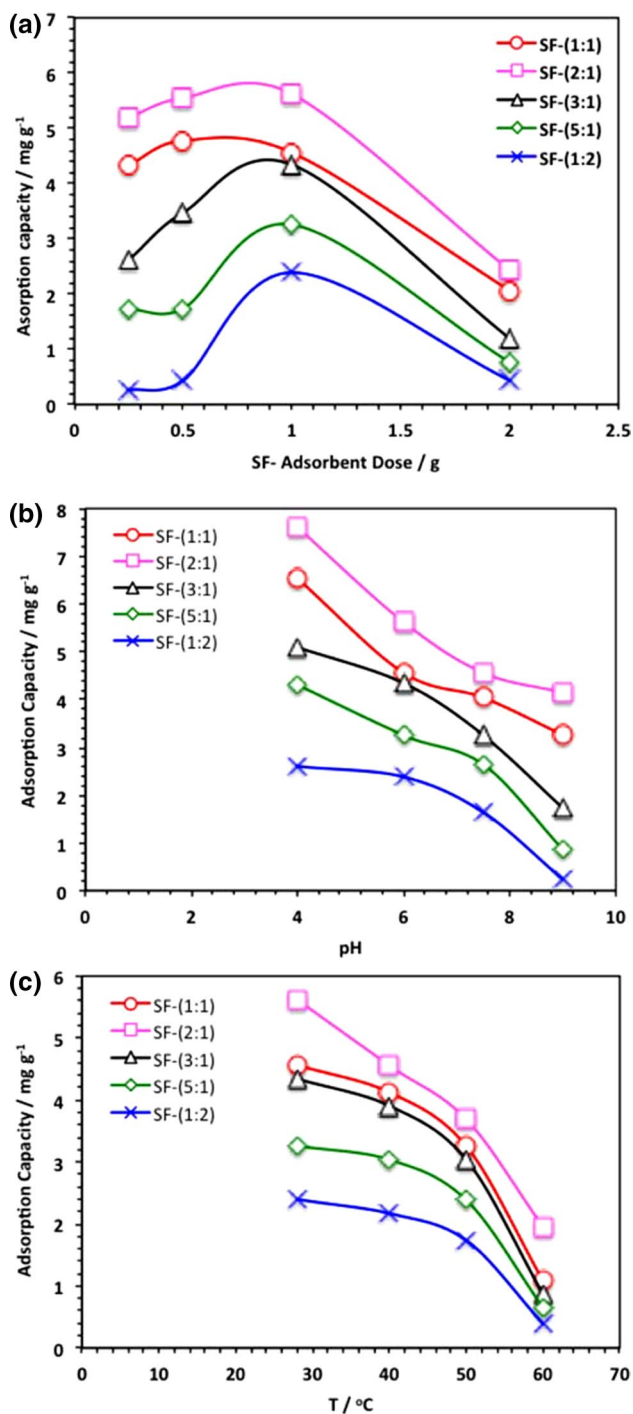 (a)
7
6
5
4
3
2
1
0
Asorption capacity / mg g⁻¹
SF-(1:1)
SF-(2:1)
SF-(3:1)
SF-(5:1)
SF-(1:2)
0 0.5 1 1.5 2 2.5
SF- Adsorbent Dose / g
(b)
8
7
6
5
4
3
2
1
0
Adsorption Capacity / mg g⁻¹
SF-(1:1)
SF-(2:1)
SF-(3:1)
SF-(5:1)
SF-(1:2)
0 2 4 6 8 10
pH
(c)
6
5
4
3
2
1
0
Adsorption Capacity / mg g⁻¹
SF-(1:1)
SF-(2:1)
SF-(3:1)
SF-(5:1)
SF-(1:2)
0 10 20 30 40 50 60 70
T / °C